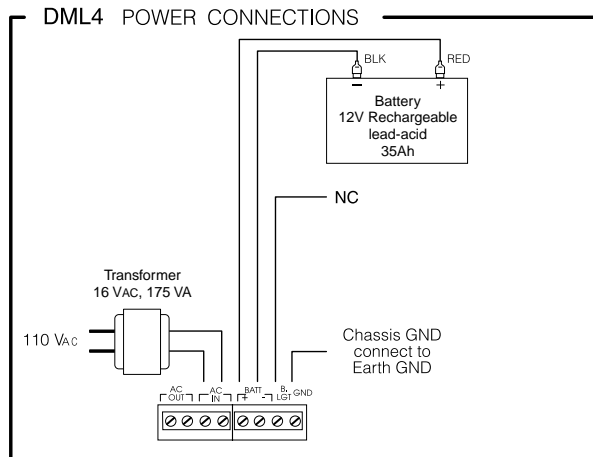 DML4 POWER CONNECTIONS
BLK
RED
− +
Battery
12V Rechargeable
lead-acid
35Ah
NC
Transformer
16 VAC, 175 VA
110 VAC
Chassis GND
connect to
Earth GND
AC OUT
AC IN
BATT
+ -
B. LGT
GND